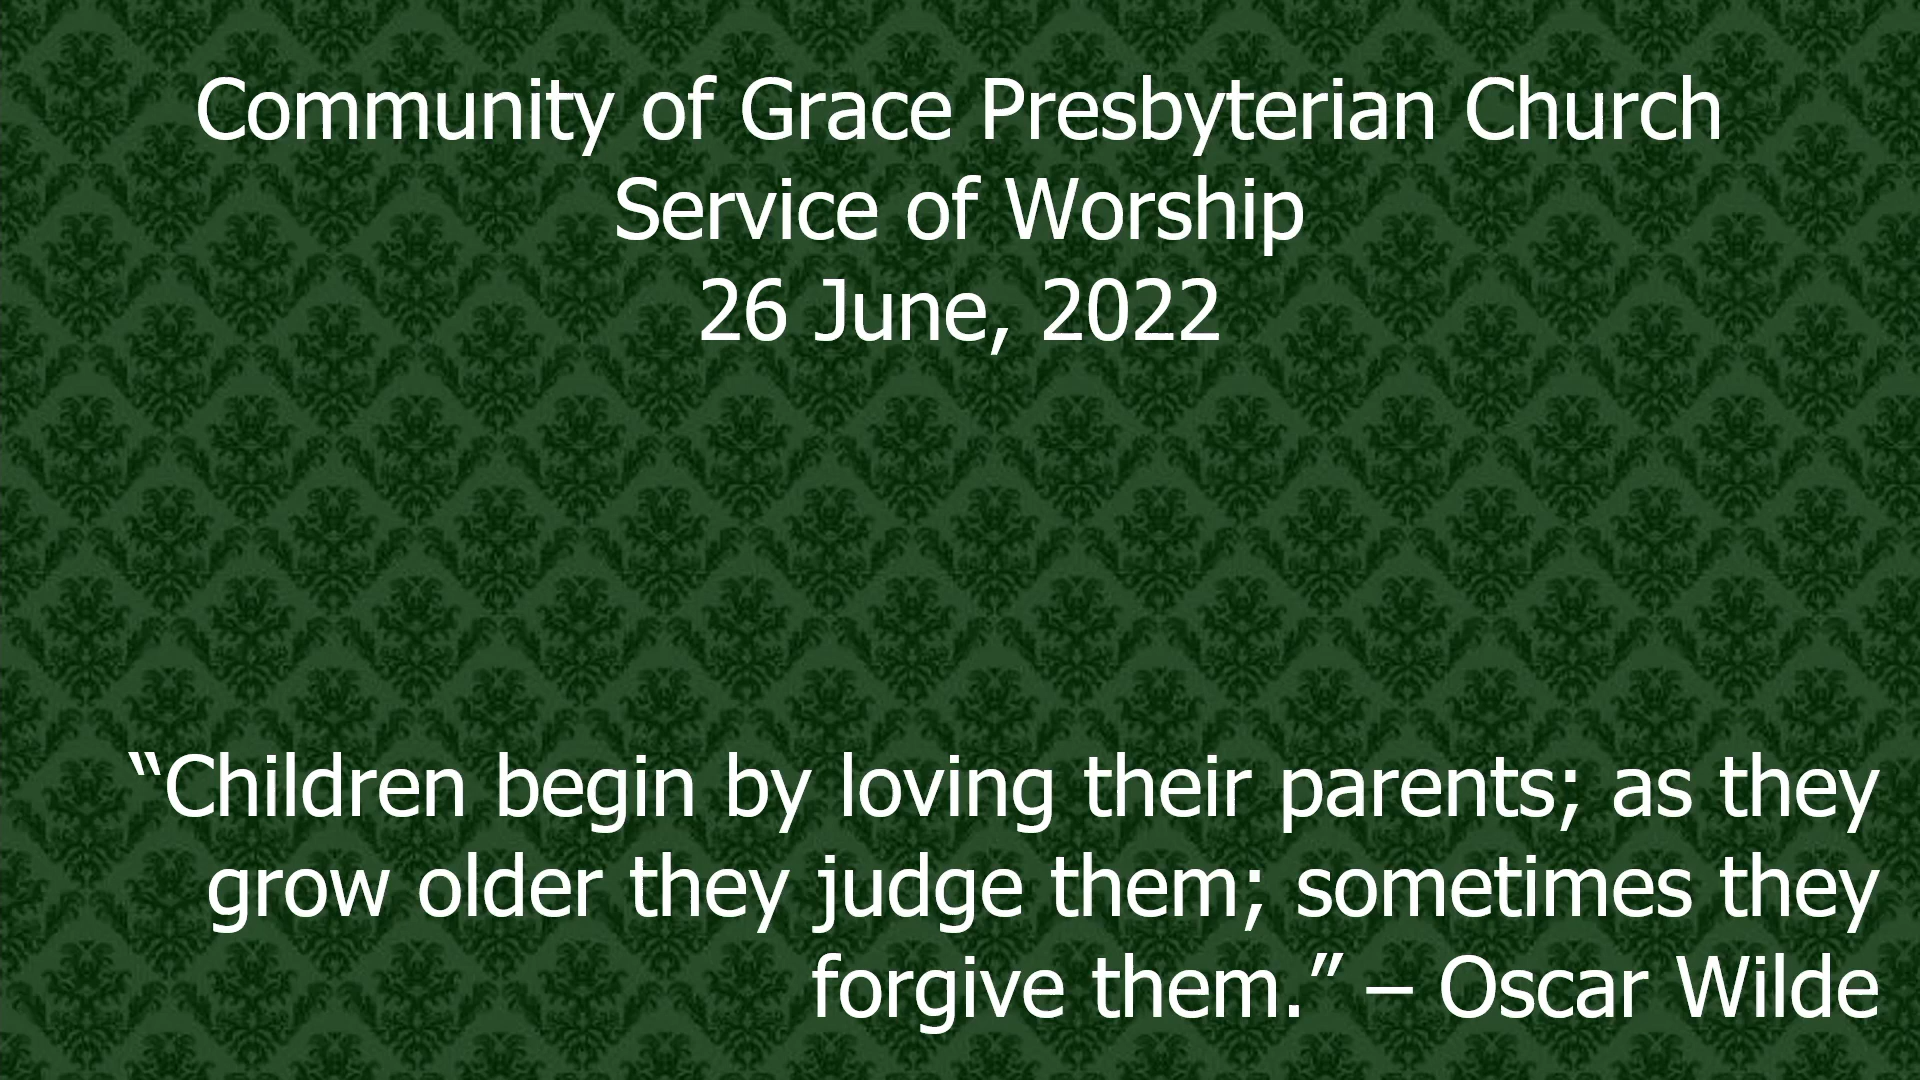 Community of Grace Presbyterian Church
Service of Worship
26 June, 2022
“Children begin by loving their parents; as they
grow older they judge them; sometimes they
forgive them.” – Oscar Wilde